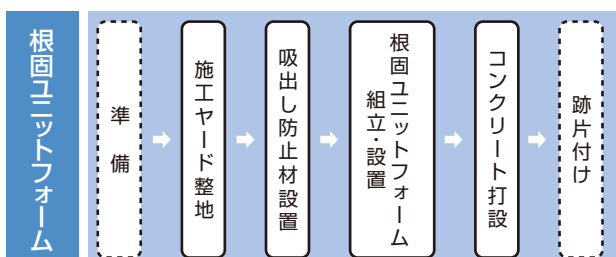 根固ユニットフォーム
準備
施工ヤード整地
吸出し防止材設置
根固ユニットフォーム
組立・設置
コンクリート打設
跡片付け